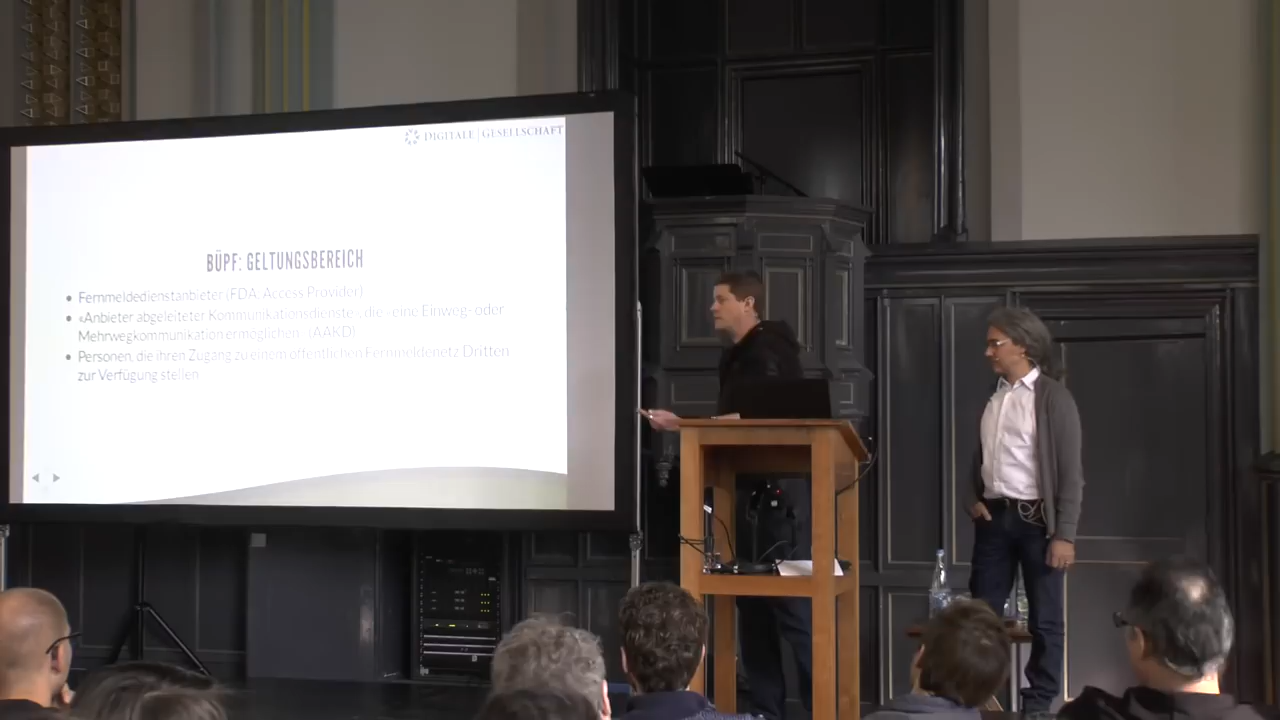 DIGITALE | GESELLSCHAFT
BÜPF: GELTUNGSBEREICH
• Fernmeldedienstanbieter (FDA, Access Provider)
• «Anbieter abgeleiteter Kommunikationsdienste», die «eine Einweg- oder
Mehrwegkommunikation ermöglichen» (AAKD)
• Personen, die ihren Zugang zu einem öffentlichen Fernmeldenetz Dritten
zur Verfügung stellen